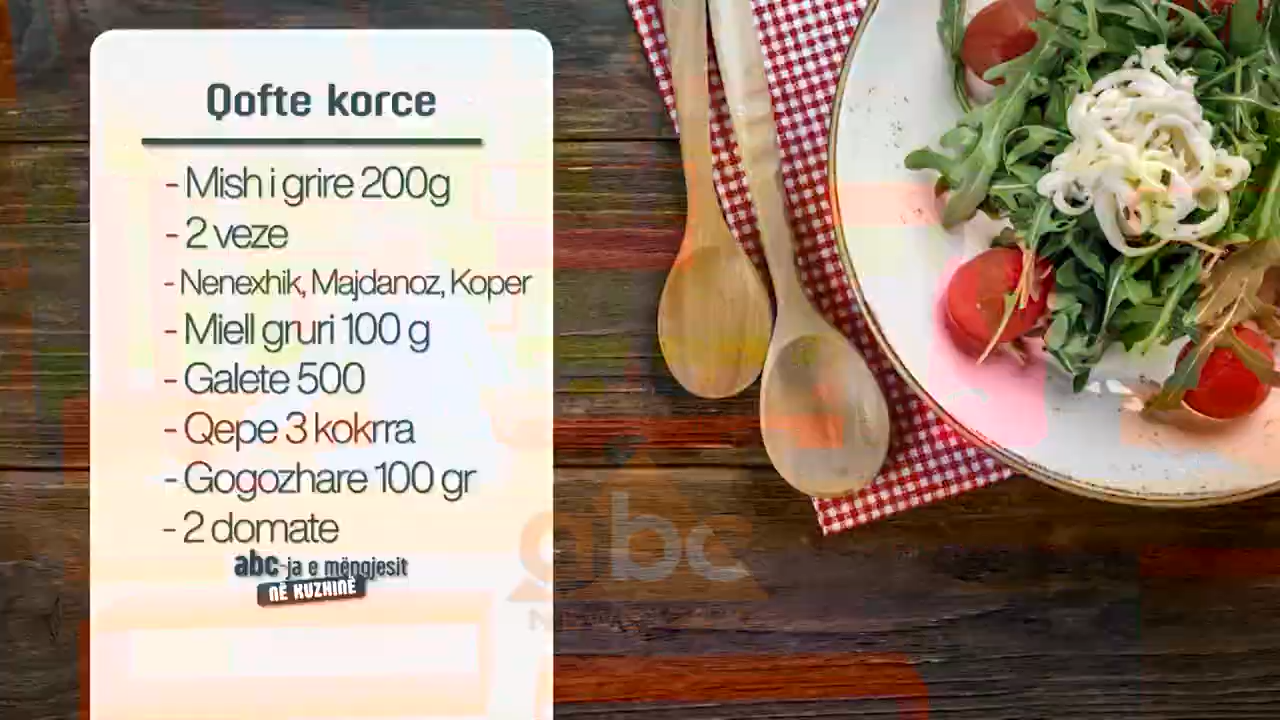 Qofte korce
- Mish i grire 200g
- 2 veze
- Nenexhik, Majdanoz, Koper
- Miell gruri 100 g
- Galete 500
- Qepe 3 kokrra
- Gogozhare 100 gr
- 2 domate
abc-ja e mëngjesit
NË KUZHINË
abc